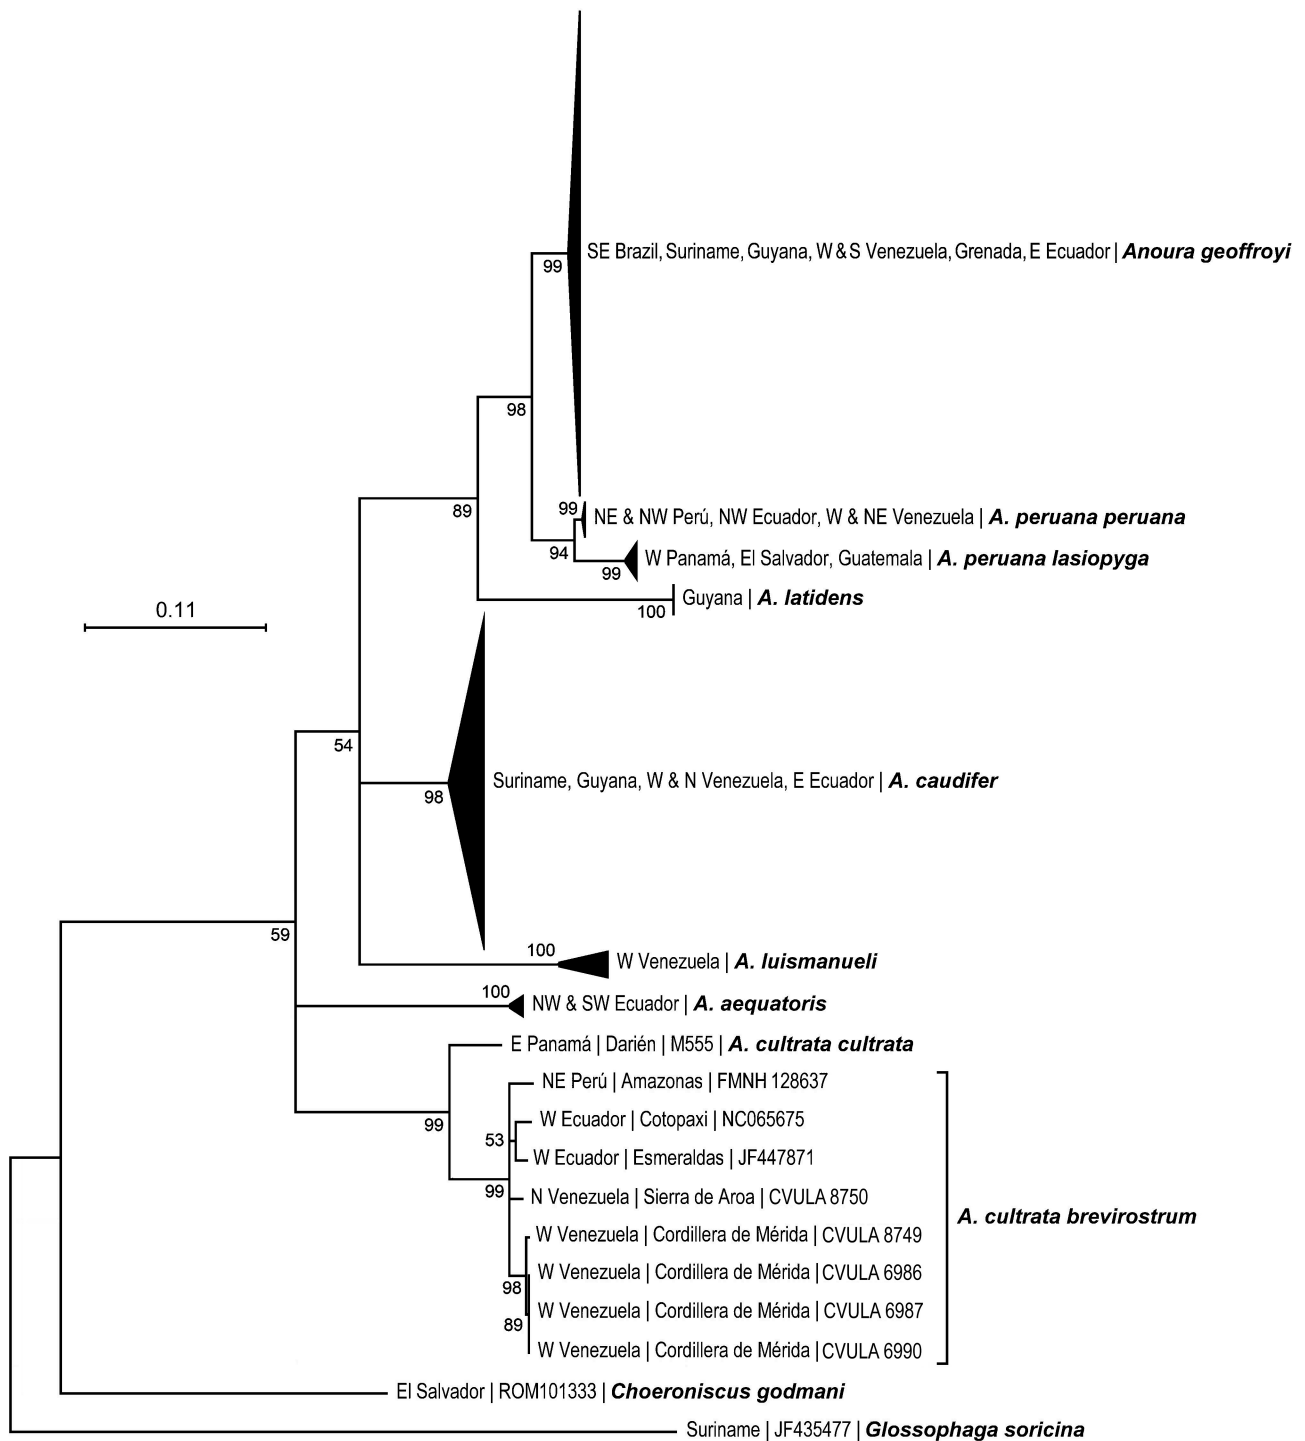 SE Brazil, Suriname, Guyana, W & S Venezuela, Grenada, E Ecuador | Anoura geoffroyi
99
98
99
NE & NW Perú, NW Ecuador, W & NE Venezuela | A. peruana peruana
89
94
W Panamá, El Salvador, Guatemala | A. peruana lasiopyga
99
Guyana | A. latidens
100
0.11
54
Suriname, Guyana, W & N Venezuela, E Ecuador | A. caudifer
98
59
100
W Venezuela | A. luismanueli
100
NW & SW Ecuador | A. aequatoris
E Panamá | Darién | M555 | A. cultrata cultrata
NE Perú | Amazonas | FMNH 128637
99
W Ecuador | Cotopaxi | NC065675
53
W Ecuador | Esmeraldas | JF447871
99
N Venezuela | Sierra de Aroa | CVULA 8750
A. cultrata brevirostrum
W Venezuela | Cordillera de Mérida | CVULA 8749
W Venezuela | Cordillera de Mérida | CVULA 6986
98
W Venezuela | Cordillera de Mérida | CVULA 6987
89
W Venezuela | Cordillera de Mérida | CVULA 6990
El Salvador | ROM101333 | Choeroniscus godmani
Suriname | JF435477 | Glossophaga soricina